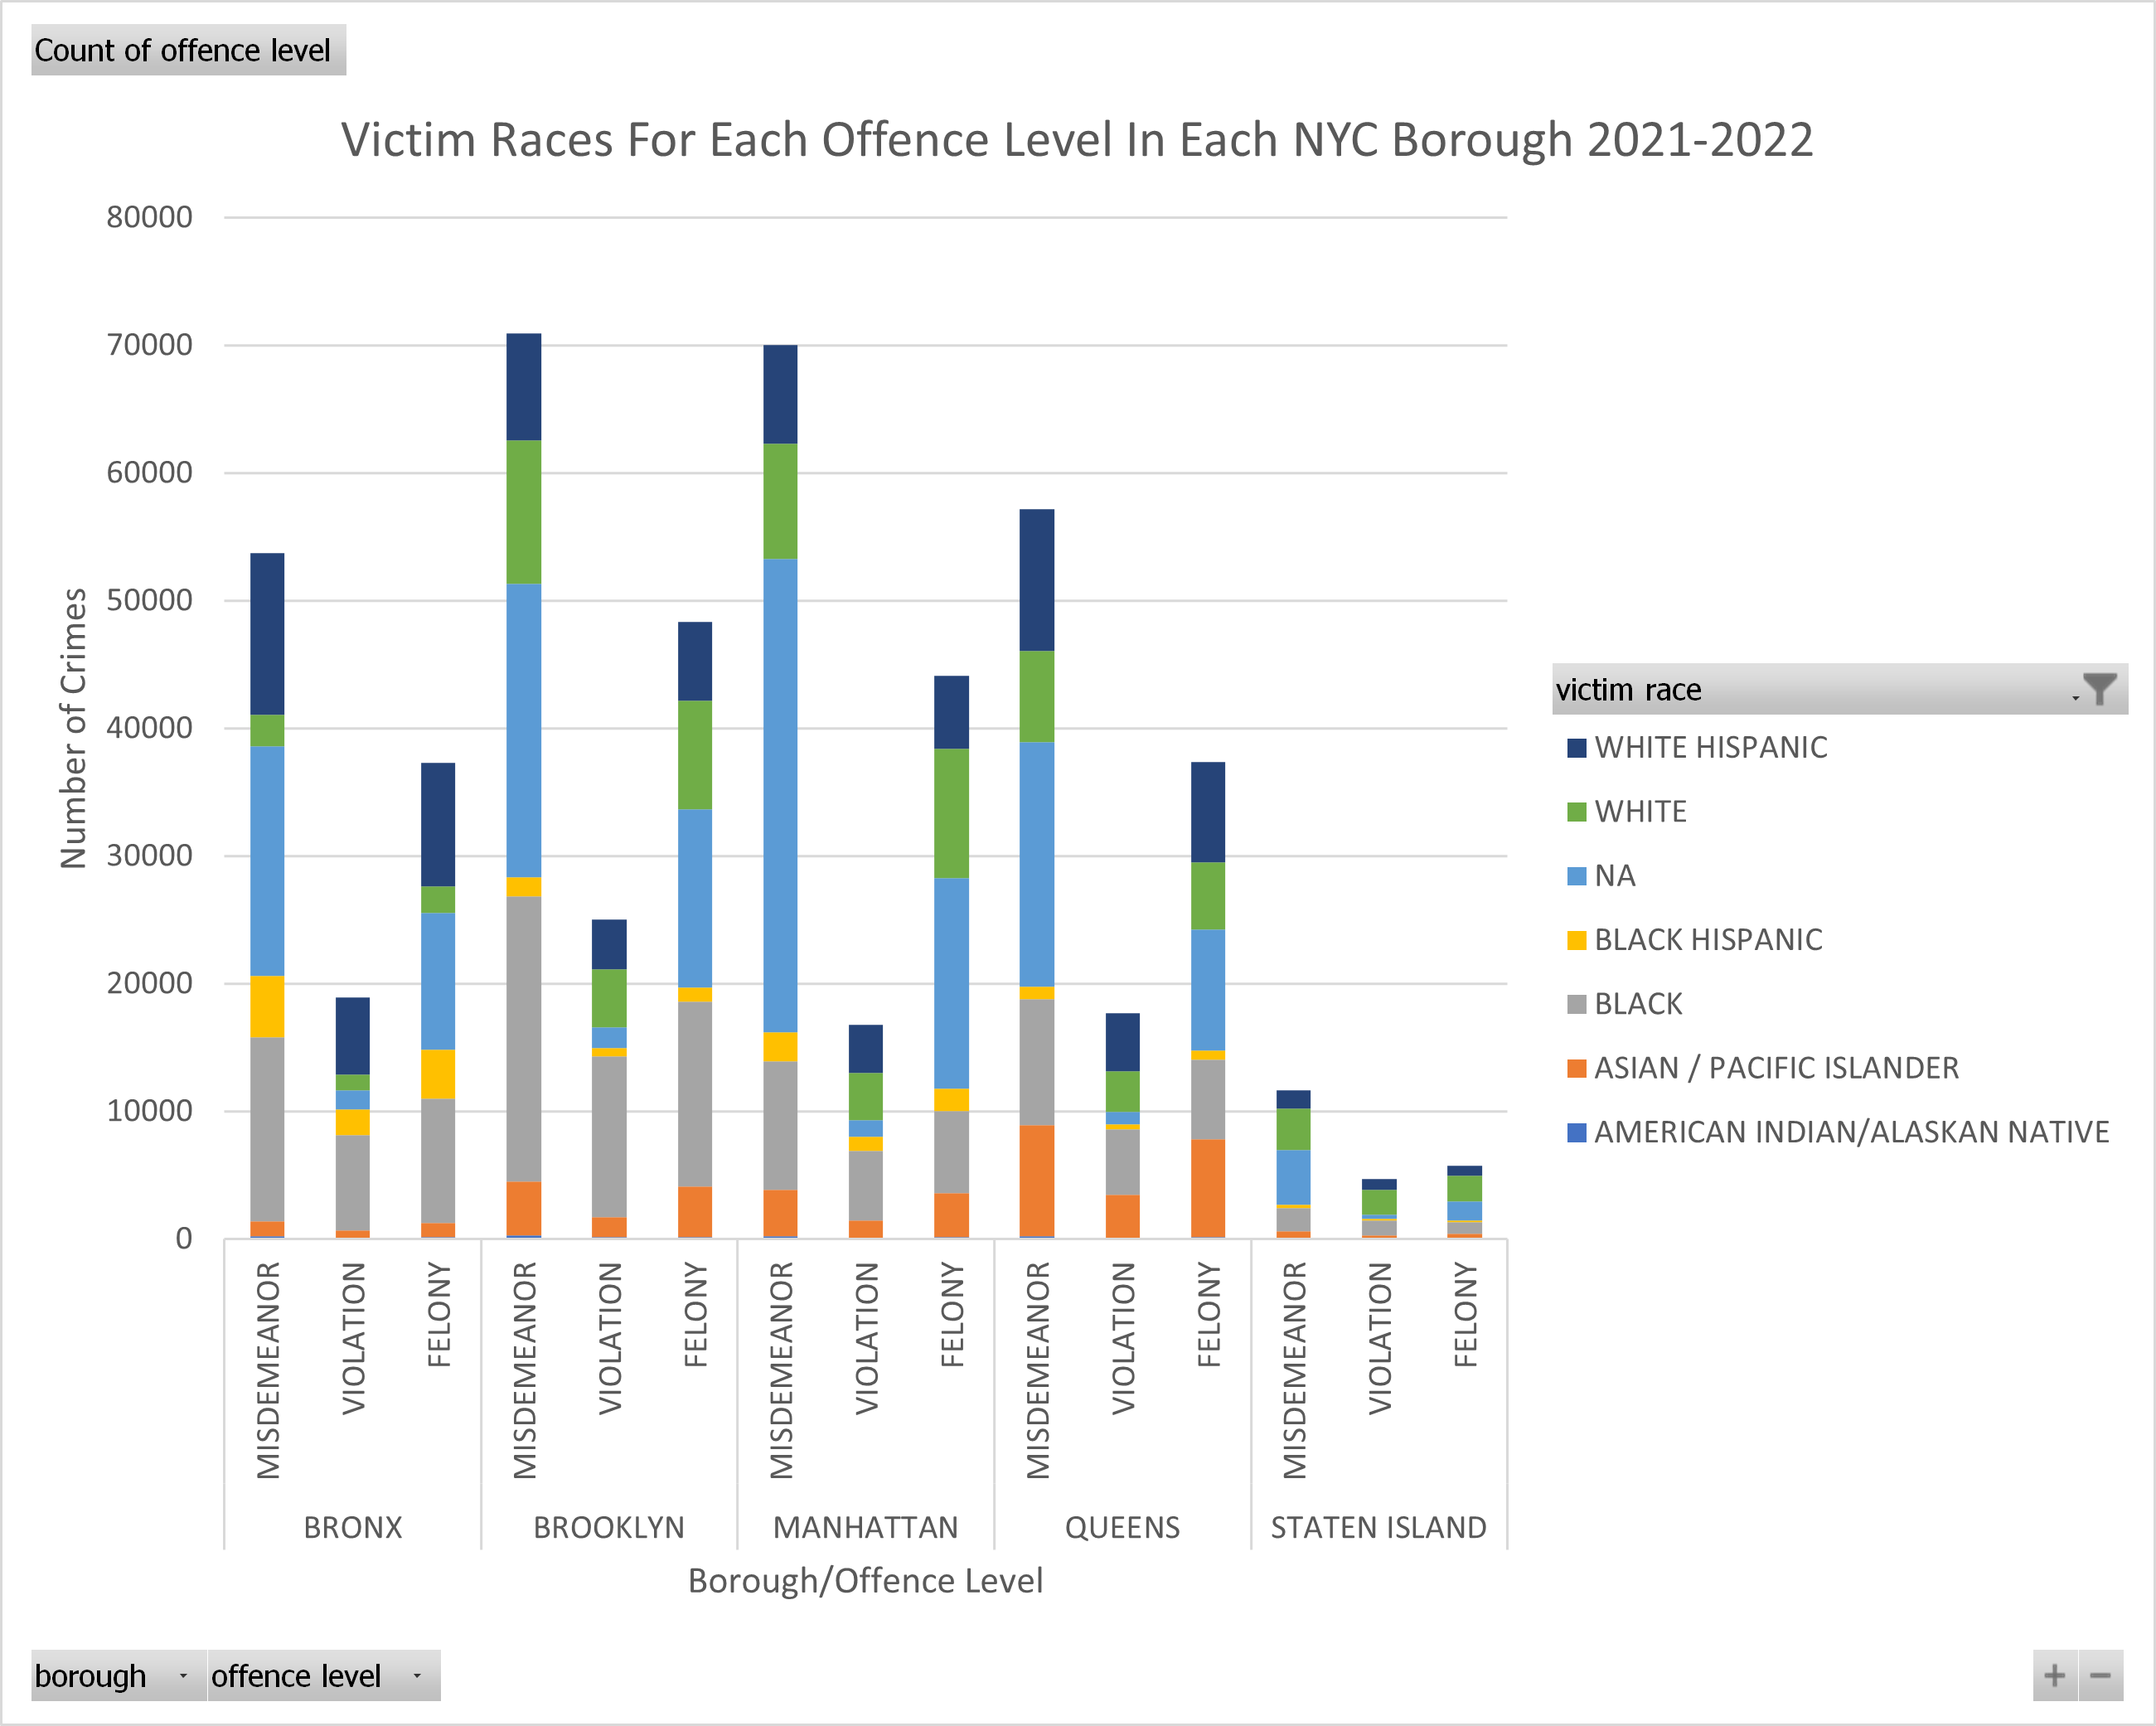 Count of offence level
Victim Races For Each Offence Level In Each NYC Borough 2021-2022
80000
70000
60000
50000
40000
30000
20000
10000
0
Number of Crimes
MISDEMEANOR
VIOLATION
FELONY
MISDEMEANOR
VIOLATION
FELONY
MISDEMEANOR
VIOLATION
FELONY
MISDEMEANOR
VIOLATION
FELONY
MISDEMEANOR
VIOLATION
FELONY
BRONX
BROOKLYN
MANHATTAN
QUEENS
STATEN ISLAND
Borough/Offence Level
victim race
WHITE HISPANIC
WHITE
NA
BLACK HISPANIC
BLACK
ASIAN / PACIFIC ISLANDER
AMERICAN INDIAN/ALASKAN NATIVE
borough
offence level